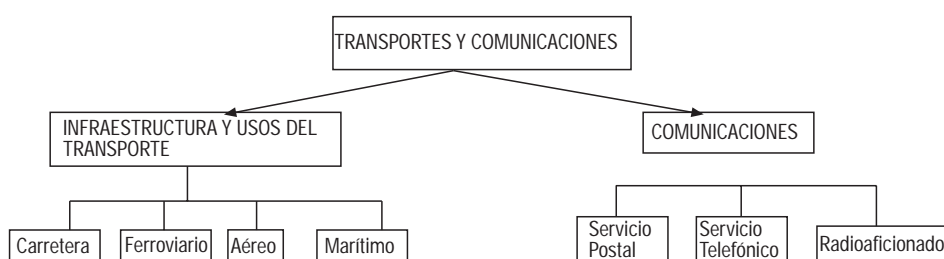 TRANSPORTES Y COMUNICACIONES
INFRAESTRUCTURA Y USOS DEL
TRANSPORTE
COMUNICACIONES
Carretera
Ferroviario
Aéreo
Marítimo
Servicio
Postal
Servicio
Telefónico
Radioaficionado